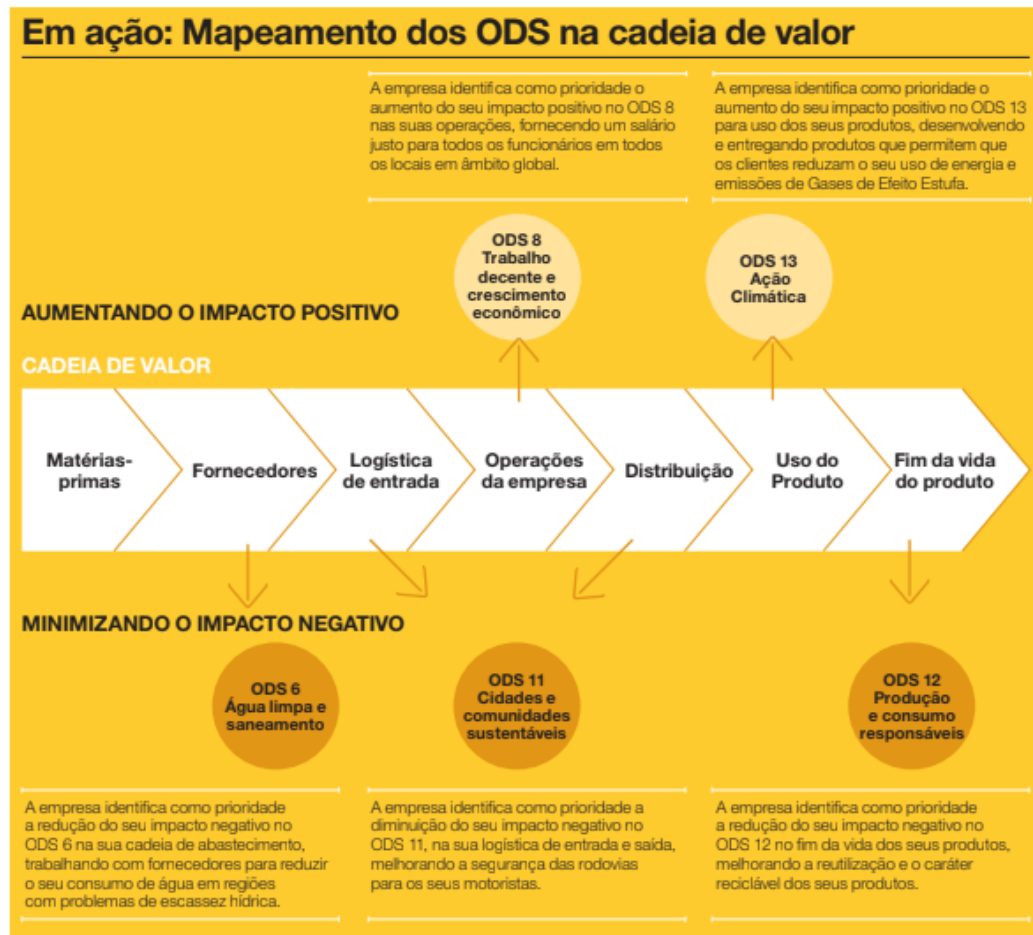 Em ação: Mapeamento dos ODS na cadeia de valor
A empresa identifica como prioridade o
aumento do seu impacto positivo no ODS 8
nas suas operações, fornecendo um salário
justo para todos os funcionários em todos
os locais em âmbito global.
A empresa identifica como prioridade o
aumento do seu impacto positivo no ODS 13
para uso dos seus produtos, desenvolvendo
e entregando produtos que permitem que
os clientes reduzam o seu uso de energia e
emissões de Gases de Efeito Estufa.
ODS 8
Trabalho
decente e
crescimento
econômico
ODS 13
Ação
Climática
AUMENTANDO O IMPACTO POSITIVO
CADEIA DE VALOR
Matérias-
primas
Fornecedores
Logística
de entrada
Operações
da empresa
Distribuição
Uso do
Produto
Fim da vida
do produto
MINIMIZANDO O IMPACTO NEGATIVO
ODS 6
Água limpa e
saneamento
ODS 11
Cidades e
comunidades
sustentáveis
ODS 12
Produção
e consumo
responsáveis
A empresa identifica como prioridade
a redução do seu impacto negativo no
ODS 6 na sua cadeia de abastecimento,
trabalhando com fornecedores para reduzir
o seu consumo de água em regiões
com problemas de escassez hídrica.
A empresa identifica como prioridade a
diminuição do seu impacto negativo no
ODS 11, na sua logística de entrada e saída,
melhorando a segurança das rodovias
para os seus motoristas.
A empresa identifica como prioridade
a redução do seu impacto negativo no
ODS 12 no fim da vida dos seus produtos,
melhorando a reutilização e o caráter
reciclável dos seus produtos.